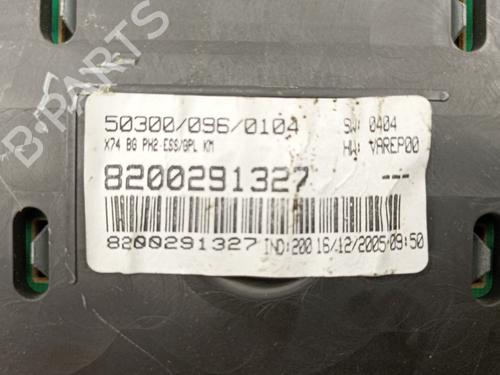 50300/096/0104 SW: 0404
X74 BG PH2 ESS/GPL KM HW: VAREP00
8200291327 ---
8200291327 IND:200 16/12/2005 09:50
B-PARTS